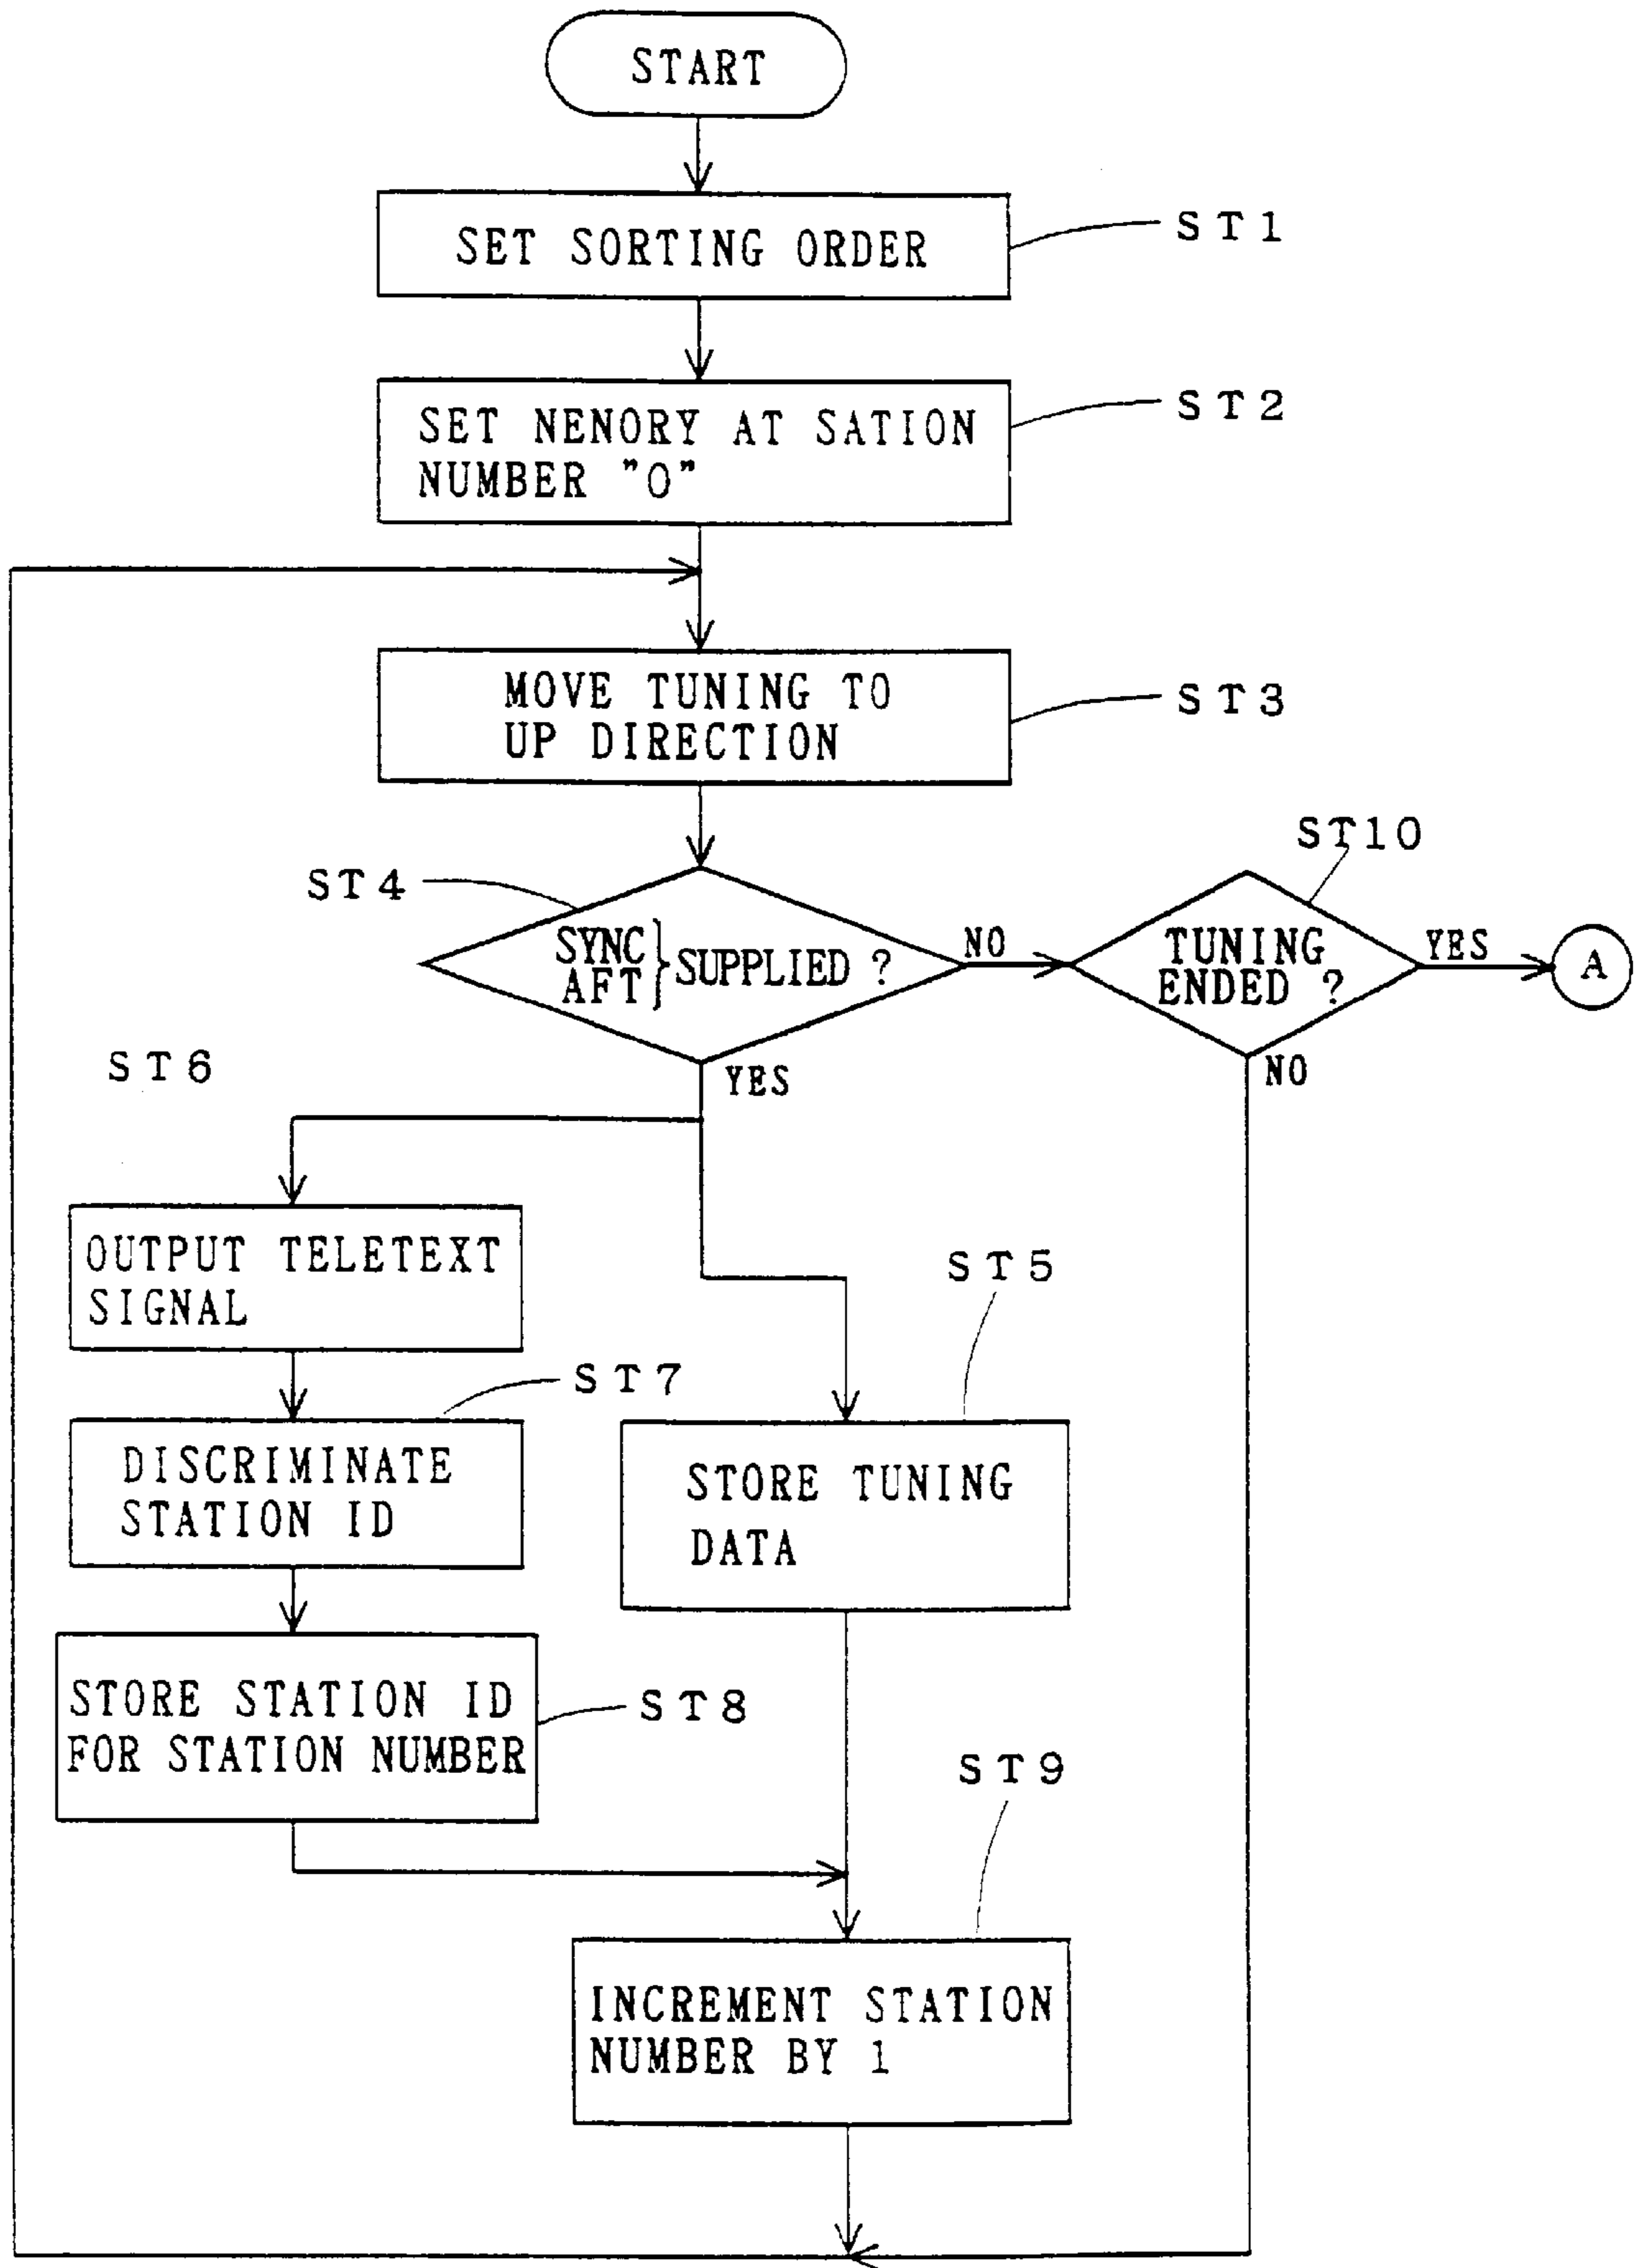 START
SET SORTING ORDER
ST1
SET NENORY AT SATION
NUMBER "0"
ST2
MOVE TUNING TO
UP DIRECTION
ST3
ST4
SYNC
AFT
SUPPLIED ?
NO
ST10
TUNING
ENDED ?
YES
A
YES
NO
ST6
OUTPUT TELETEXT
SIGNAL
ST5
ST7
DISCRIMINATE
STATION ID
STORE TUNING
DATA
STORE STATION ID
FOR STATION NUMBER
ST8
ST9
INCREMENT STATION
NUMBER BY 1